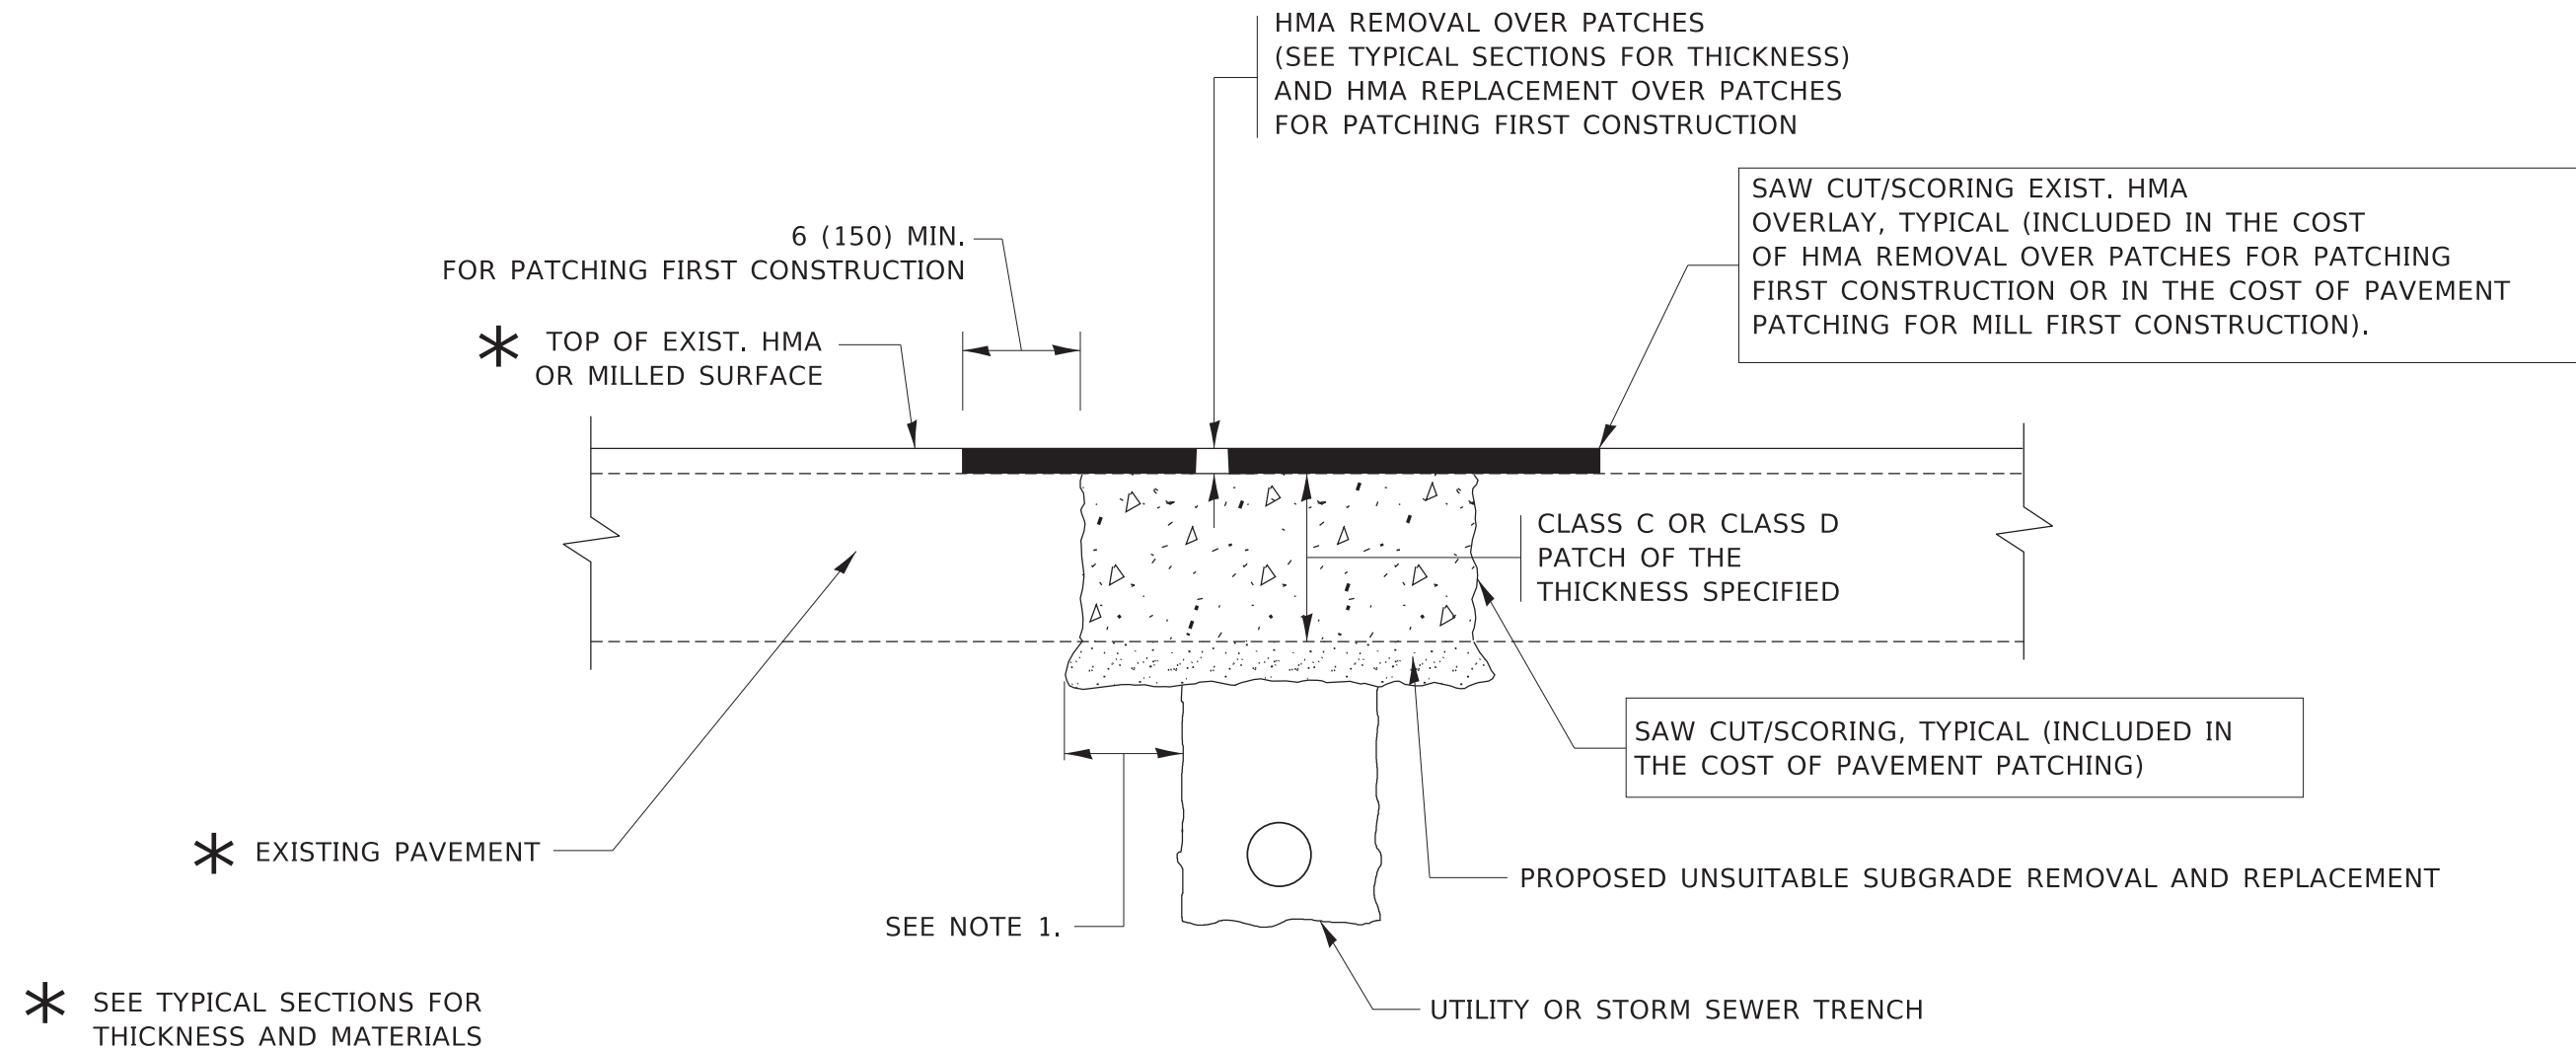 HMA REMOVAL OVER PATCHES
(SEE TYPICAL SECTIONS FOR THICKNESS)
AND HMA REPLACEMENT OVER PATCHES
FOR PATCHING FIRST CONSTRUCTION
SAW CUT/SCORING EXIST. HMA
OVERLAY, TYPICAL (INCLUDED IN THE COST
OF HMA REMOVAL OVER PATCHES FOR PATCHING
FIRST CONSTRUCTION OR IN THE COST OF PAVEMENT
PATCHING FOR MILL FIRST CONSTRUCTION).
6 (150) MIN.
FOR PATCHING FIRST CONSTRUCTION
* TOP OF EXIST. HMA
OR MILLED SURFACE
CLASS C OR CLASS D
PATCH OF THE
THICKNESS SPECIFIED
SAW CUT/SCORING, TYPICAL (INCLUDED IN
THE COST OF PAVEMENT PATCHING)
* EXISTING PAVEMENT
PROPOSED UNSUITABLE SUBGRADE REMOVAL AND REPLACEMENT
SEE NOTE 1.
UTILITY OR STORM SEWER TRENCH
* SEE TYPICAL SECTIONS FOR
THICKNESS AND MATERIALS